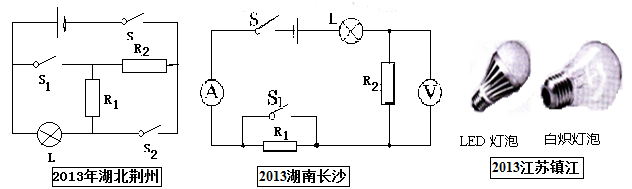 S
S₁
R₂
R₁
S₂
L
2013年湖北荆州
S
L
A
S₁
R₂
V
R₁
2013湖南长沙
LED 灯泡
白炽灯泡
2013江苏镇江